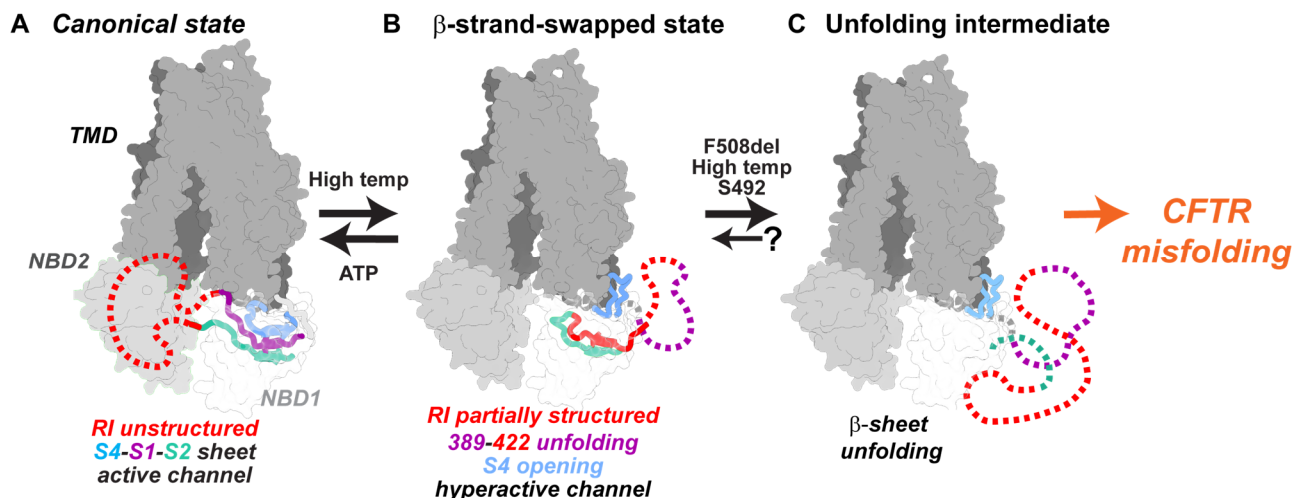 A Canonical state
B β-strand-swapped state
C Unfolding intermediate
TMD
High temp
ATP
F508del
High temp
S492
?
CFTR
misfolding
NBD2
NBD1
RI unstructured
S4-S1-S2 sheet
active channel
RI partially structured
389-422 unfolding
S4 opening
hyperactive channel
β-sheet
unfolding